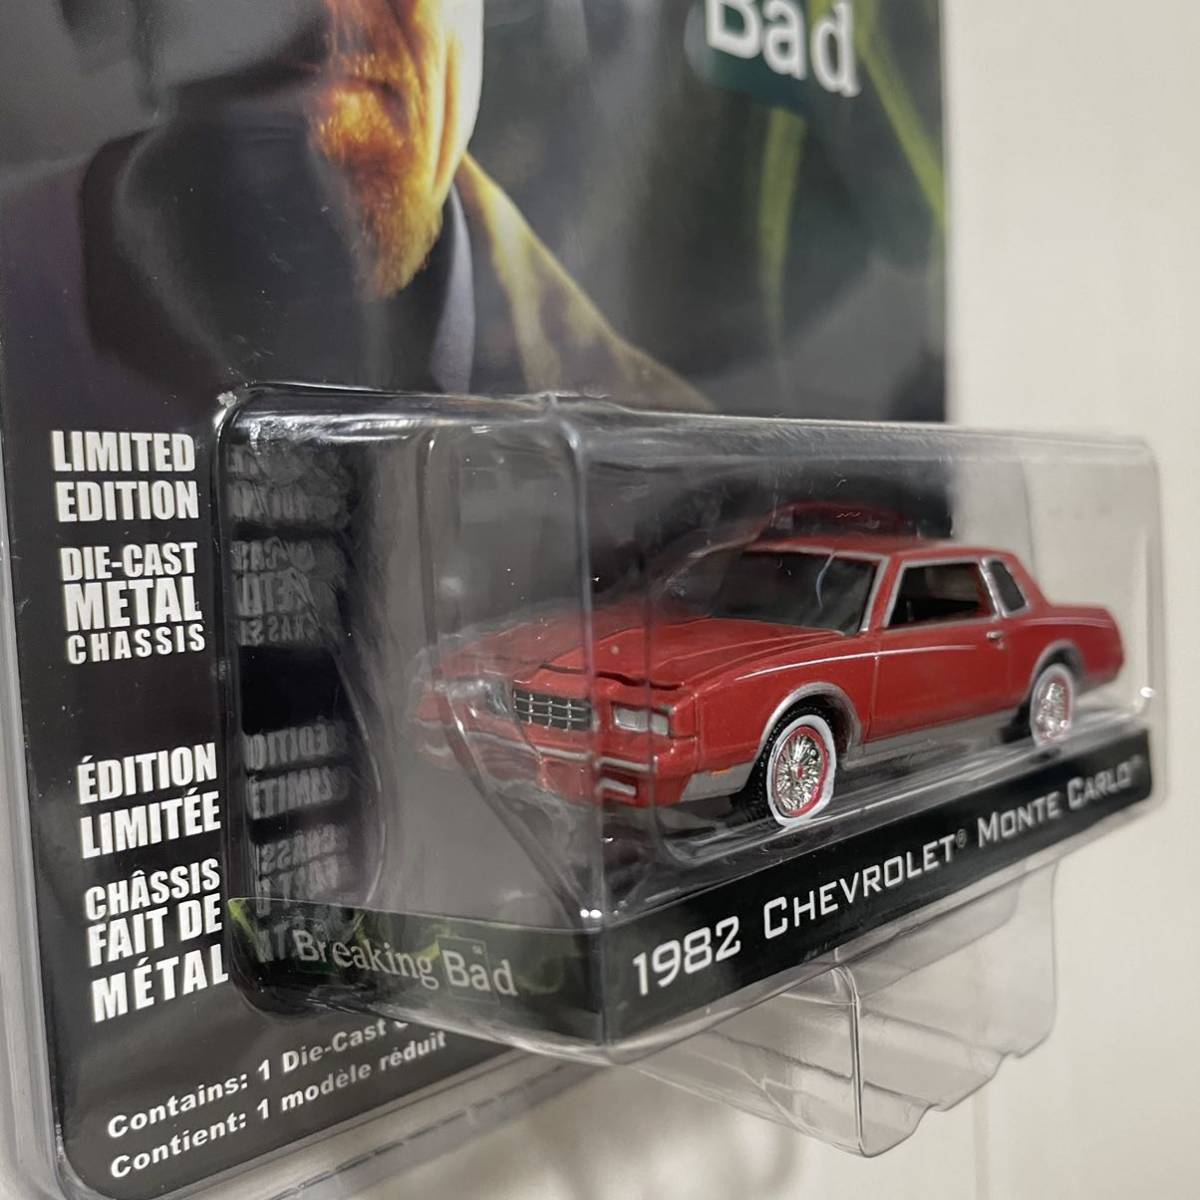 Bad
LIMITED
EDITION
DIE-CAST
METAL
CHASSIS
ÉDITION
LIMITÉE
CHÂSSIS
FAIT DE
MÉTAL
Breaking Bad
1982 CHEVROLET® MONTE CARLO™
Contains: 1 Die-Cast
Contient: 1 modèle réduit